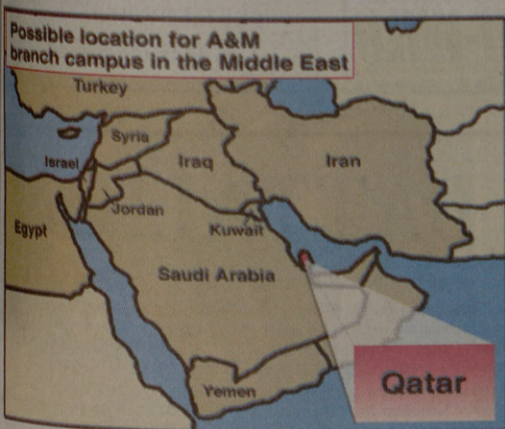 Possible location for A&M
branch campus in the Middle East
Turkey
Syria
Israel
Iraq
Iran
Jordan
Egypt
Kuwait
Saudi Arabia
Qatar
Yemen